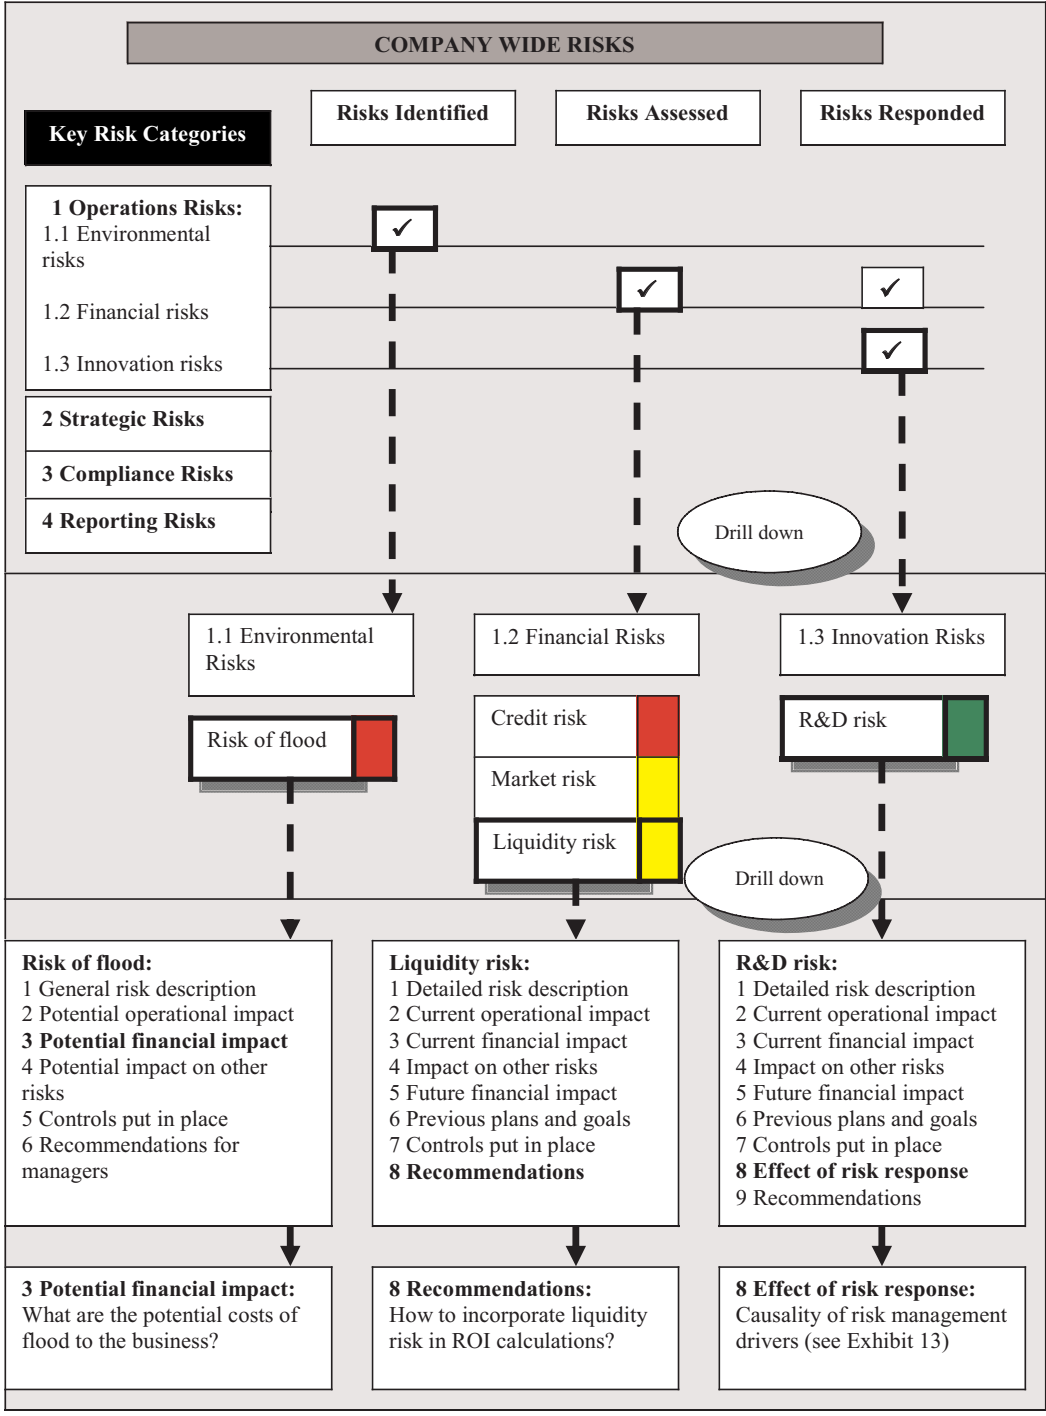 COMPANY WIDE RISKS
Key Risk Categories
Risks Identified
Risks Assessed
Risks Responded
1 Operations Risks:
1.1 Environmental
risks
1.2 Financial risks
1.3 Innovation risks
2 Strategic Risks
3 Compliance Risks
4 Reporting Risks
Drill down
1.1 Environmental
Risks
1.2 Financial Risks
1.3 Innovation Risks
Risk of flood
Credit risk
Market risk
Liquidity risk
R&D risk
Drill down
Risk of flood:
1 General risk description
2 Potential operational impact
3 Potential financial impact
4 Potential impact on other
risks
5 Controls put in place
6 Recommendations for
managers
Liquidity risk:
1 Detailed risk description
2 Current operational impact
3 Current financial impact
4 Impact on other risks
5 Future financial impact
6 Previous plans and goals
7 Controls put in place
8 Recommendations
R&D risk:
1 Detailed risk description
2 Current operational impact
3 Current financial impact
4 Impact on other risks
5 Future financial impact
6 Previous plans and goals
7 Controls put in place
8 Effect of risk response
9 Recommendations
3 Potential financial impact:
What are the potential costs of
flood to the business?
8 Recommendations:
How to incorporate liquidity
risk in ROI calculations?
8 Effect of risk response:
Causality of risk management
drivers (see Exhibit 13)